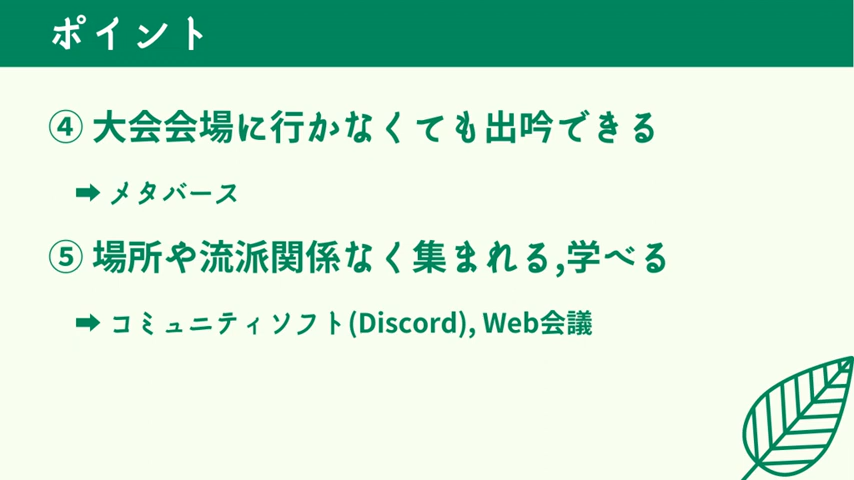 ポイント
④ 大会会場に行かなくても出吟できる
➡ メタバース
⑤ 場所や流派関係なく集まれる,学べる
➡ コミュニティソフト(Discord), Web会議